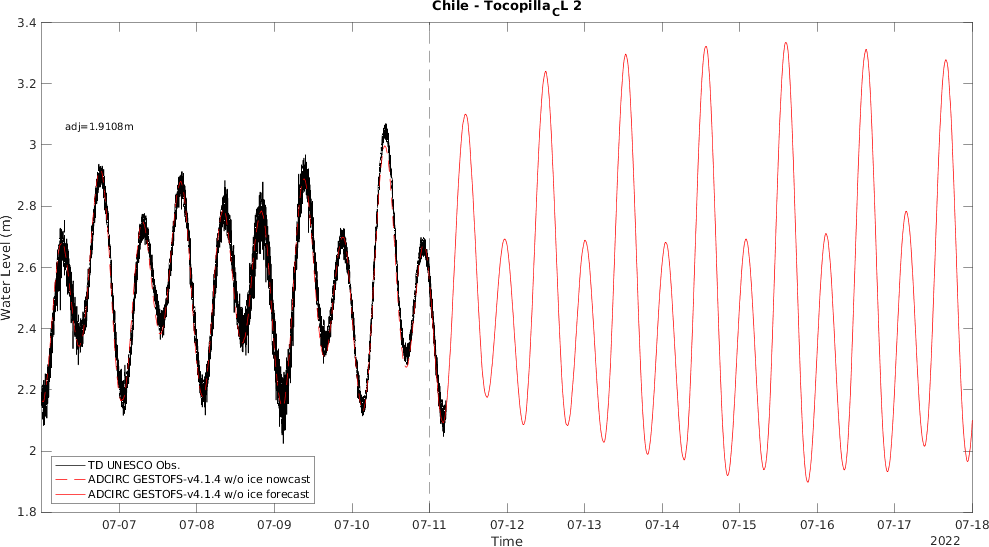 Chile - Tocopilla_CL 2
3.4
3.2
3
2.8
2.6
2.4
2.2
2
1.8
Water Level (m)
adj=1.9108m
TD UNESCO Obs.
ADCIRC GESTOFS-v4.1.4 w/o ice nowcast
ADCIRC GESTOFS-v4.1.4 w/o ice forecast
07-07 07-08 07-09 07-10 07-11 07-12 07-13 07-14 07-15 07-16 07-17 07-18
Time
2022